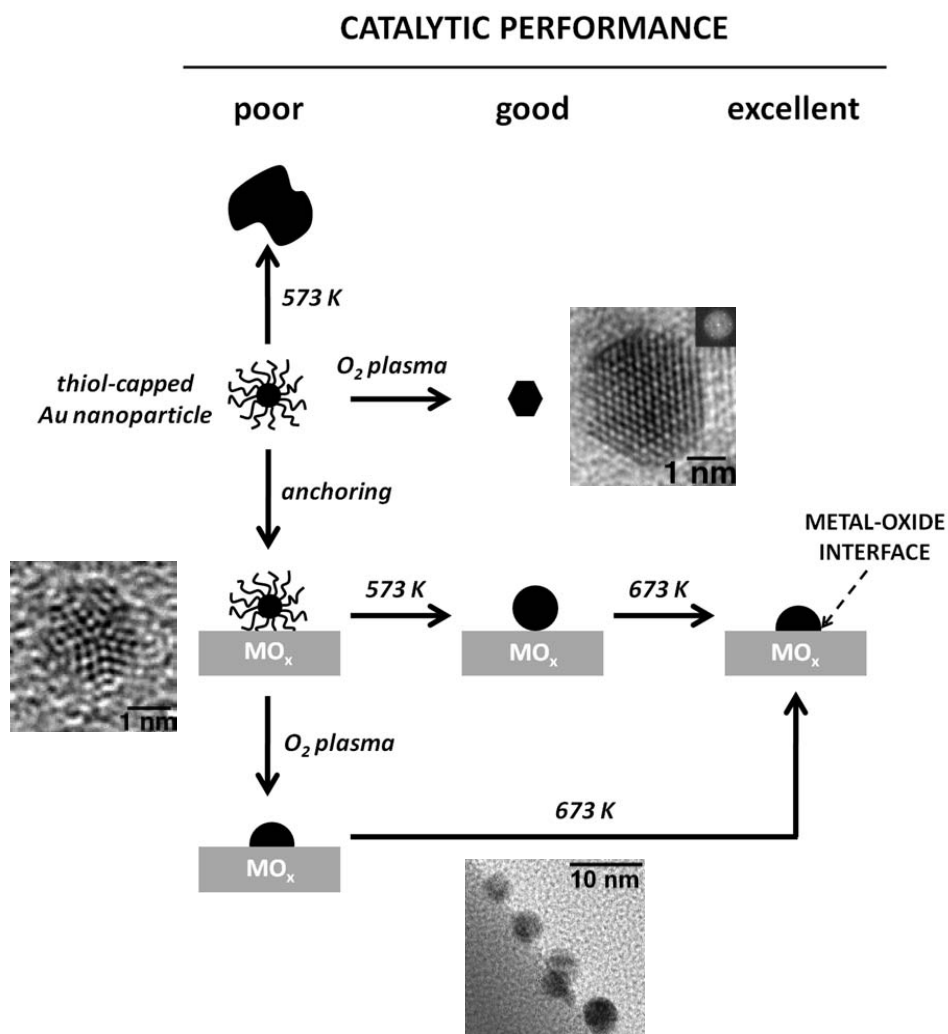 CATALYTIC PERFORMANCE
poor good excellent
573 K
thiol-capped
Au nanoparticle
O₂ plasma
1 nm
anchoring
METAL-OXIDE
INTERFACE
573 K
673 K
MOₓ
MOₓ
MOₓ
1 nm
O₂ plasma
673 K
MOₓ
10 nm